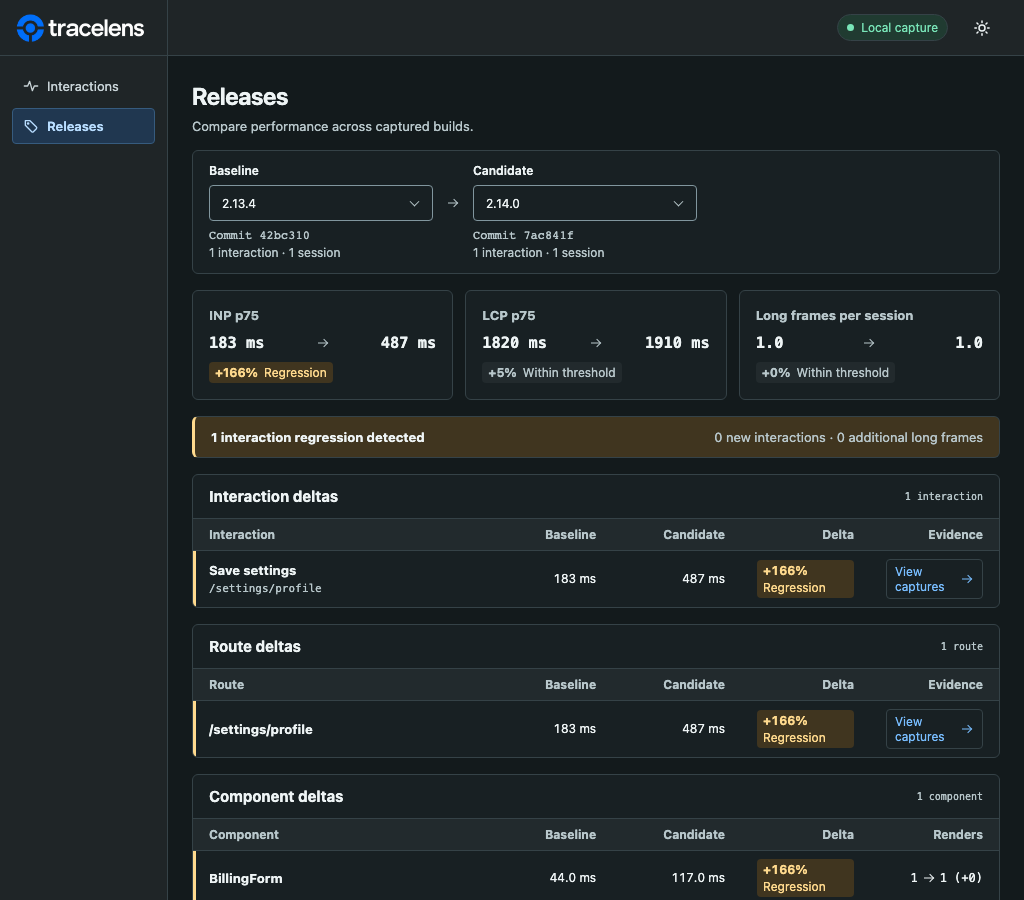 tracelens
Local capture
Interactions
Releases
Releases
Compare performance across captured builds.
Baseline
Candidate
2.13.4
→
2.14.0
Commit 42bc310
Commit 7ac841f
1 interaction · 1 session
1 interaction · 1 session
INP p75
183 ms → 487 ms
+166% Regression
LCP p75
1820 ms → 1910 ms
+5% Within threshold
Long frames per session
1.0 → 1.0
+0% Within threshold
1 interaction regression detected
0 new interactions · 0 additional long frames
Interaction deltas
1 interaction
Interaction Baseline Candidate Delta Evidence
Save settings
/settings/profile
183 ms
487 ms
+166%
Regression
View
captures →
Route deltas
1 route
Route Baseline Candidate Delta Evidence
/settings/profile
183 ms
487 ms
+166%
Regression
View
captures →
Component deltas
1 component
Component Baseline Candidate Delta Renders
BillingForm
44.0 ms
117.0 ms
+166%
Regression
1 → 1 (+0)